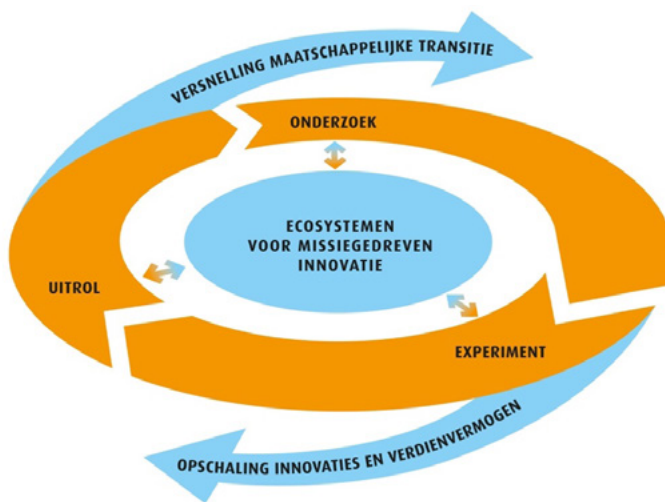 VERSNELLING MAATSCHAPPELIJKE TRANSITIE
ONDERZOEK
ECOSYSTEMEN
VOOR MISSIEGEDREVEN
INNOVATIE
UITROL
EXPERIMENT
OPSCHALING INNOVATIES EN VERDIENVERMOGEN